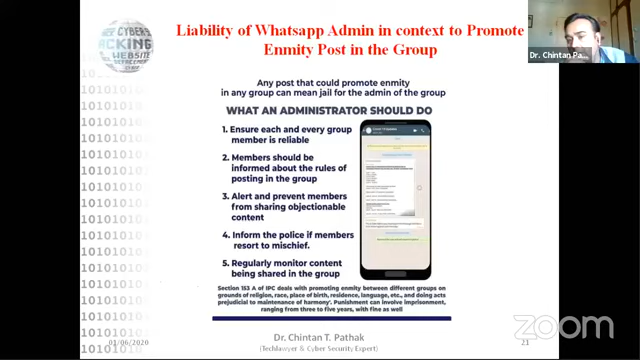 Liability of Whatsapp Admin in context to Promote
Enmity Post in the Group
Dr. Chintan Pa...
Any post that could promote enmity
in any group can mean jail for the admin of the group
WHAT AN ADMINISTRATOR SHOULD DO
1. Ensure each and every group
member is reliable
2. Members should be
informed about the rules of
posting in the group
3. Alert and prevent members
from sharing objectionable
content
4. Inform the police if members
resort to mischief.
5. Regularly monitor content
being shared in the group
Section 153 A of IPC deals with promoting enmity between different groups on
grounds of religion, race, place of birth, residence, language, etc., and doing acts
prejudicial to maintenance of harmony'. Punishment can involve imprisonment,
ranging from three to five years, with fine as well
01/06/2020
Dr. Chintan T. Pathak
(Techlawyer & Cyber Security Expert)
21
zoom